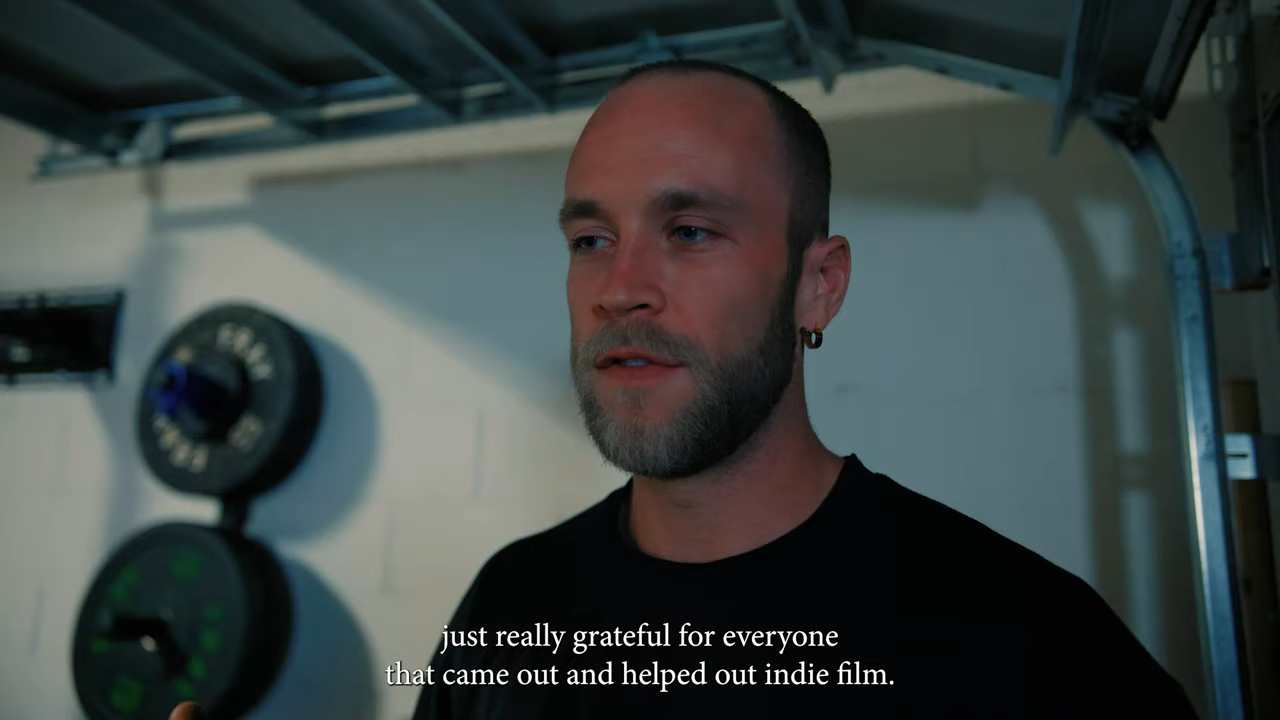 just really grateful for everyone
that came out and helped out indie film.